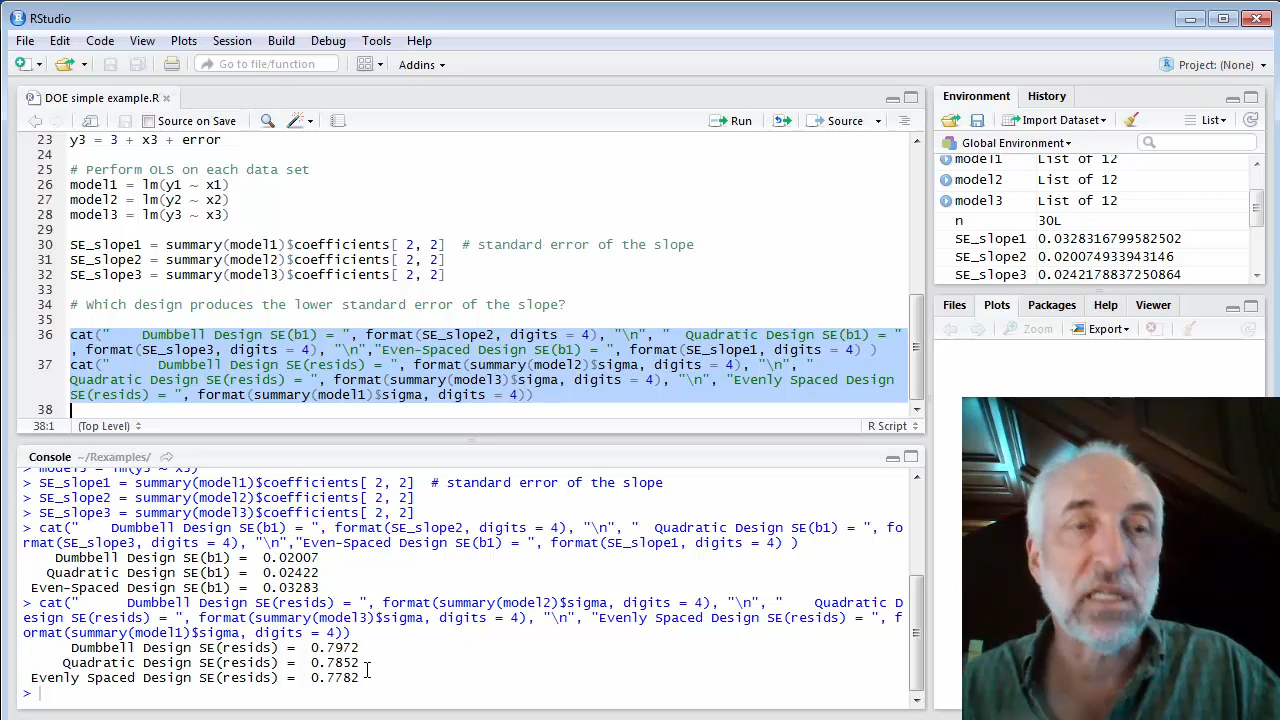 RStudio
File Edit Code View Plots Session Build Debug Tools Help
Go to file/function Addins Project: (None)
DOE simple example.R
Source on Save Run Source
23 y3 = 3 + x3 + error
24
25 # Perform OLS on each data set
26 model1 = lm(y1 ~ x1)
27 model2 = lm(y2 ~ x2)
28 model3 = lm(y3 ~ x3)
29
30 SE_slope1 = summary(model1)$coefficients[ 2, 2] # standard error of the slope
31 SE_slope2 = summary(model2)$coefficients[ 2, 2]
32 SE_slope3 = summary(model3)$coefficients[ 2, 2]
33
34 # Which design produces the lower standard error of the slope?
35
36 cat("    Dumbbell Design SE(b1) = ", format(SE_slope2, digits = 4), "\n", "  Quadratic Design SE(b1) = "
, format(SE_slope3, digits = 4), "\n","Even-Spaced Design SE(b1) = ", format(SE_slope1, digits = 4) )
37 cat("      Dumbbell Design SE(resids) = ", format(summary(model2)$sigma, digits = 4), "\n", "
Quadratic Design SE(resids) = ", format(summary(model3)$sigma, digits = 4), "\n", "Evenly Spaced Design
SE(resids) = ", format(summary(model1)$sigma, digits = 4))
38
38:1 (Top Level) R Script
Console ~/Rexamples/
> model3 = lm(y3 ~ x3)
> SE_slope1 = summary(model1)$coefficients[ 2, 2] # standard error of the slope
> SE_slope2 = summary(model2)$coefficients[ 2, 2]
> SE_slope3 = summary(model3)$coefficients[ 2, 2]
> cat("    Dumbbell Design SE(b1) = ", format(SE_slope2, digits = 4), "\n", "  Quadratic Design SE(b1) = ", fo
rmat(SE_slope3, digits = 4), "\n","Even-Spaced Design SE(b1) = ", format(SE_slope1, digits = 4) )
Dumbbell Design SE(b1) = 0.02007
Quadratic Design SE(b1) = 0.02422
Even-Spaced Design SE(b1) = 0.03283
> cat("      Dumbbell Design SE(resids) = ", format(summary(model2)$sigma, digits = 4), "\n", "    Quadratic D
esign SE(resids) = ", format(summary(model3)$sigma, digits = 4), "\n", "Evenly Spaced Design SE(resids) = ", f
ormat(summary(model1)$sigma, digits = 4))
Dumbbell Design SE(resids) = 0.7972
Quadratic Design SE(resids) = 0.7852
Evenly Spaced Design SE(resids) = 0.7782
>
Environment History
Import Dataset List
Global Environment
model1 List of 12
model2 List of 12
model3 List of 12
n 30L
SE_slope1 0.0328316799582502
SE_slope2 0.020074933943146
SE_slope3 0.0242178837250864
Files Plots Packages Help Viewer
Zoom Export